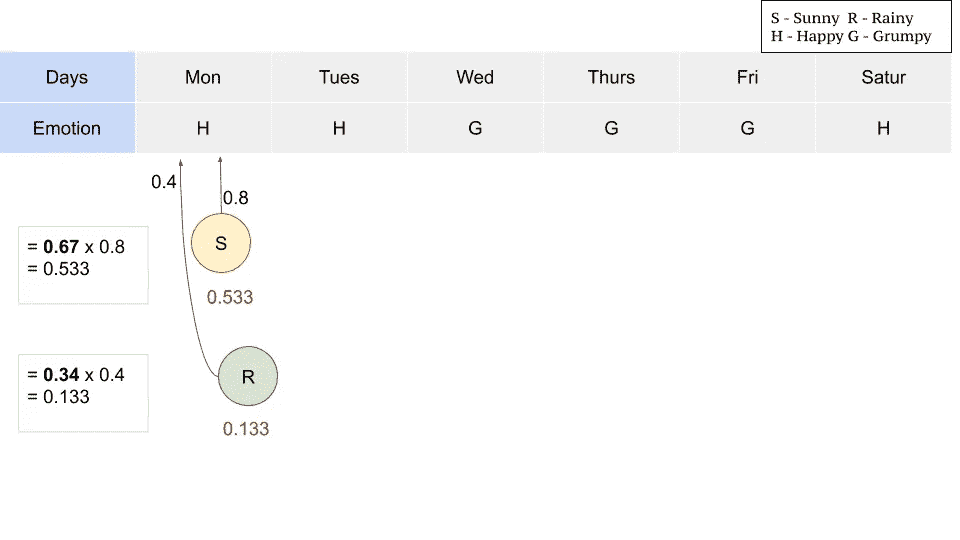 S - Sunny R - Rainy
H - Happy G - Grumpy
Days Mon Tues Wed Thurs Fri Satur
Emotion H H G G G H
0.4
0.8
S
= 0.67 x 0.8
= 0.533
0.533
R
= 0.34 x 0.4
= 0.133
0.133